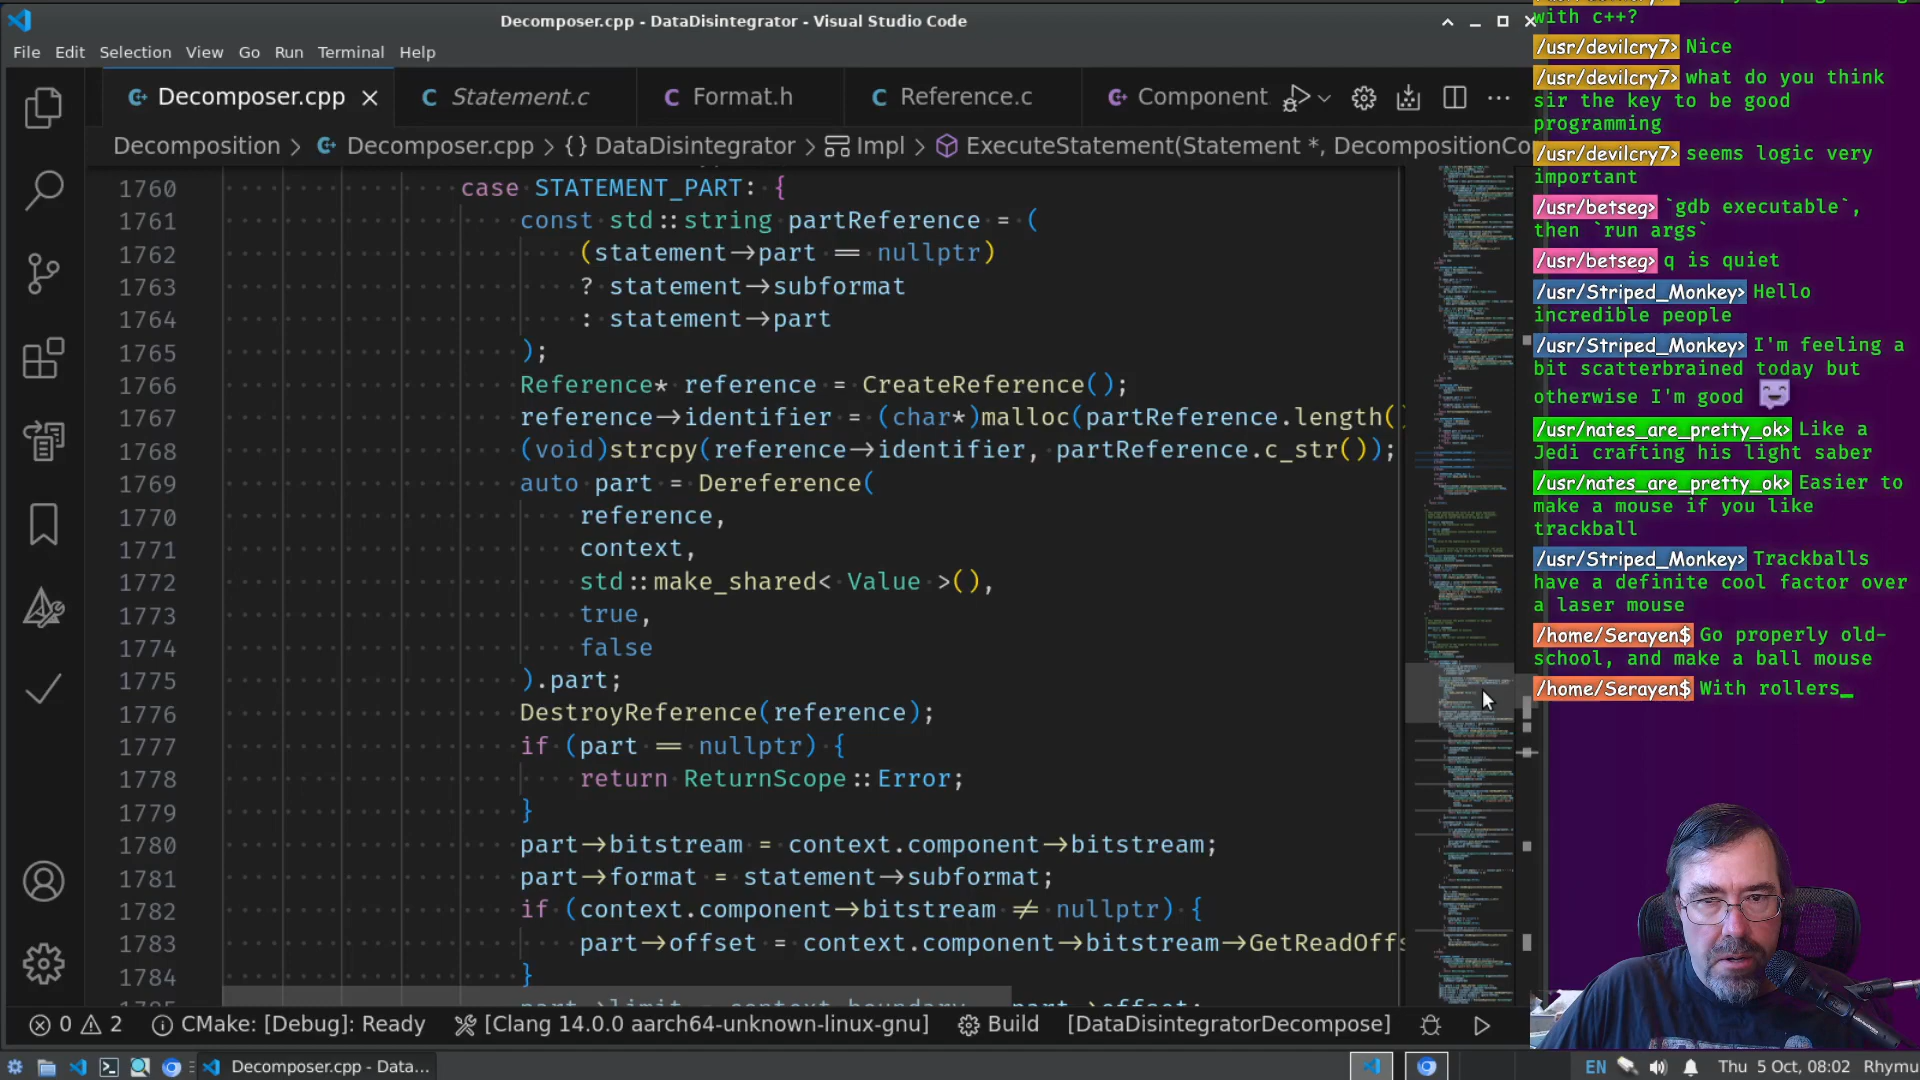 Decomposer.cpp - DataDisintegrator - Visual Studio Code
File Edit Selection View Go Run Terminal Help
Decomposer.cpp
Statement.c
Format.h
Reference.c
Component
Decomposition > Decomposer.cpp > {} DataDisintegrator > Impl > ExecuteStatement(Statement *, DecompositionCo
1760 case STATEMENT_PART: {
1761 const std::string partReference = (
1762 (statement->part == nullptr)
1763 ? statement->subformat
1764 : statement->part
1765 );
1766 Reference* reference = CreateReference();
1767 reference->identifier = (char*)malloc(partReference.length()
1768 (void)strcpy(reference->identifier, partReference.c_str());
1769 auto part = Dereference(
1770 reference,
1771 context,
1772 std::make_shared< Value >(),
1773 true,
1774 false
1775 ).part;
1776 DestroyReference(reference);
1777 if (part == nullptr) {
1778 return ReturnScope::Error;
1779 }
1780 part->bitstream = context.component->bitstream;
1781 part->format = statement->subformat;
1782 if (context.component->bitstream != nullptr) {
1783 part->offset = context.component->bitstream->GetReadOffs
1784 }
0 2 CMake: [Debug]: Ready [Clang 14.0.0 aarch64-unknown-linux-gnu] Build [DataDisintegratorDecompose]
Decomposer.cpp - Data...
EN Thu 5 Oct, 08:02 Rhymu
with c++?
/usr/devilcry7> Nice
/usr/devilcry7> what do you think
sir the key to be good
programming
/usr/devilcry7> seems logic very
important
/usr/betseg> `gdb executable`,
then `run args`
/usr/betseg> q is quiet
/usr/Striped_Monkey> Hello
incredible people
/usr/Striped_Monkey> I'm feeling a
bit scatterbrained today but
otherwise I'm good
/usr/nates_are_pretty_ok> Like a
Jedi crafting his light saber
/usr/nates_are_pretty_ok> Easier to
make a mouse if you like
trackball
/usr/Striped_Monkey> Trackballs
have a definite cool factor over
a laser mouse
/home/Serayen$ Go properly old-
school, and make a ball mouse
/home/Serayen$ With rollers_